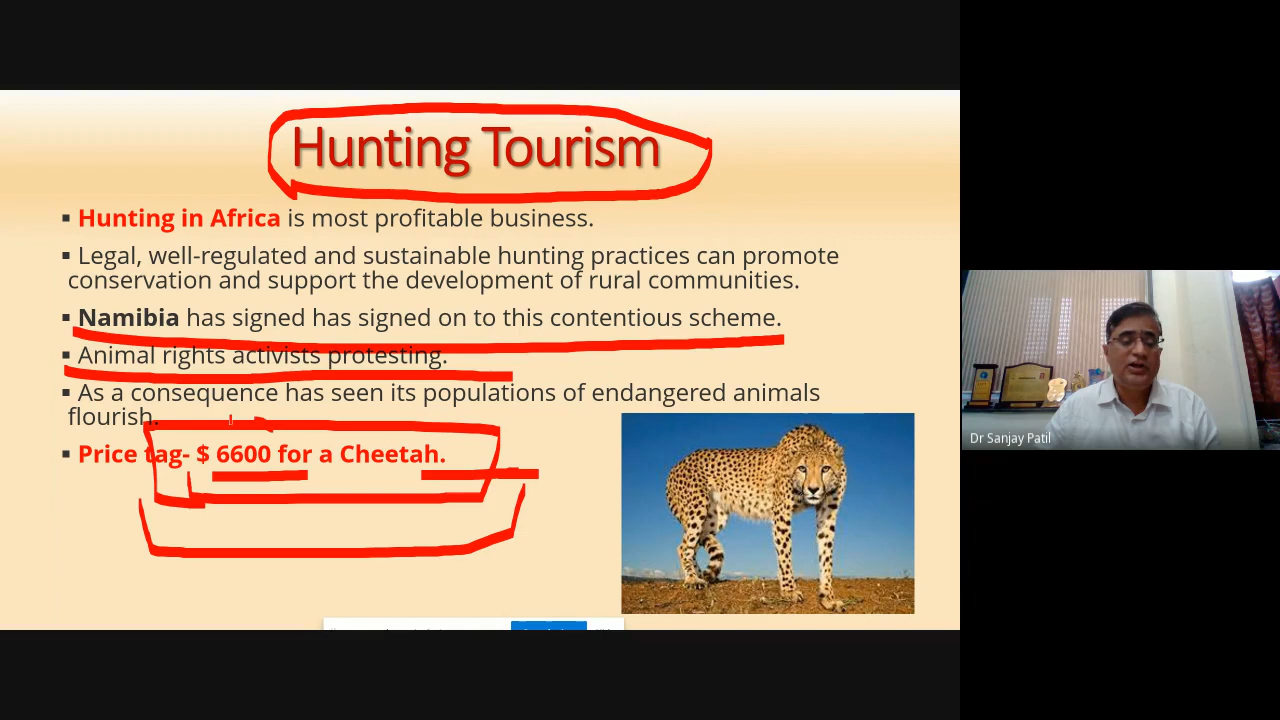 Hunting Tourism
▪ Hunting in Africa is most profitable business.
▪ Legal, well-regulated and sustainable hunting practices can promote
conservation and support the development of rural communities.
▪ Namibia has signed has signed on to this contentious scheme.
▪ Animal rights activists protesting.
▪ As a consequence has seen its populations of endangered animals
flourish.
▪ Price tag- $ 6600 for a Cheetah.
Dr Sanjay Patil